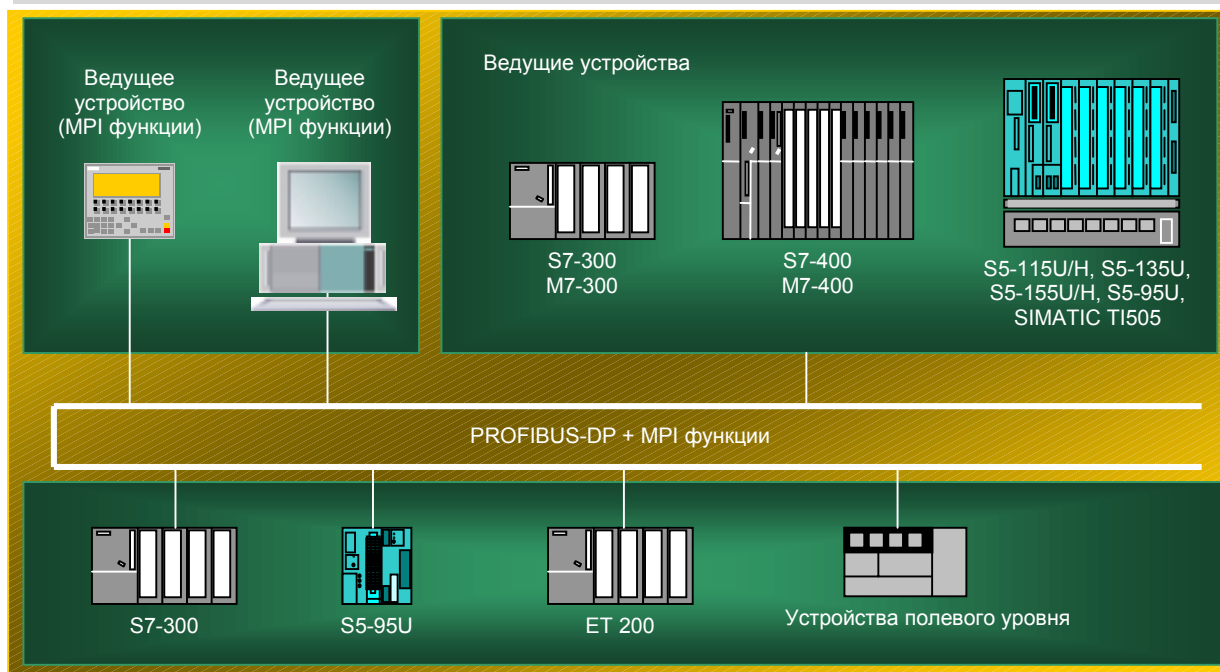 Ведущее
устройство
(MPI функции)
Ведущее
устройство
(MPI функции)
Ведущие устройства
S7-300
M7-300
S7-400
M7-400
S5-115U/H, S5-135U,
S5-155U/H, S5-95U,
SIMATIC TI505
PROFIBUS-DP + MPI функции
S7-300
S5-95U
ET 200
Устройства полевого уровня